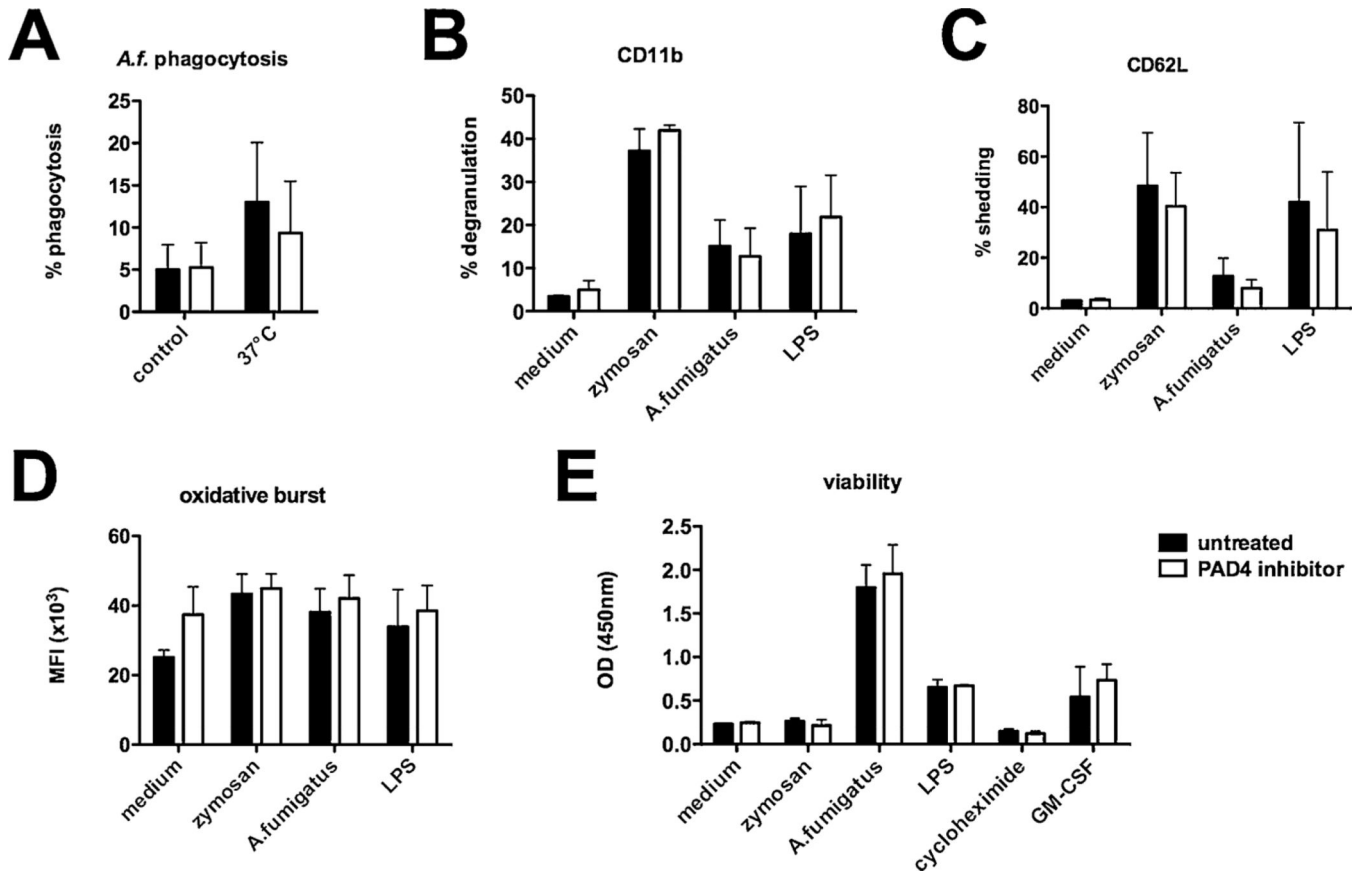 A
A.f. phagocytosis
% phagocytosis
25
20
15
10
5
0
control
37°C
B
CD11b
% degranulation
50
40
30
20
10
0
medium
zymosan
A.fumigatus
LPS
C
CD62L
% shedding
80
60
40
20
0
medium
zymosan
A.fumigatus
LPS
D
oxidative burst
MFI (x10³)
60
40
20
0
medium
zymosan
A.fumigatus
LPS
E
viability
OD (450nm)
2.5
2.0
1.5
1.0
0.5
0.0
medium
zymosan
A.fumigatus
LPS
cycloheximide
GM-CSF
untreated
PAD4 inhibitor